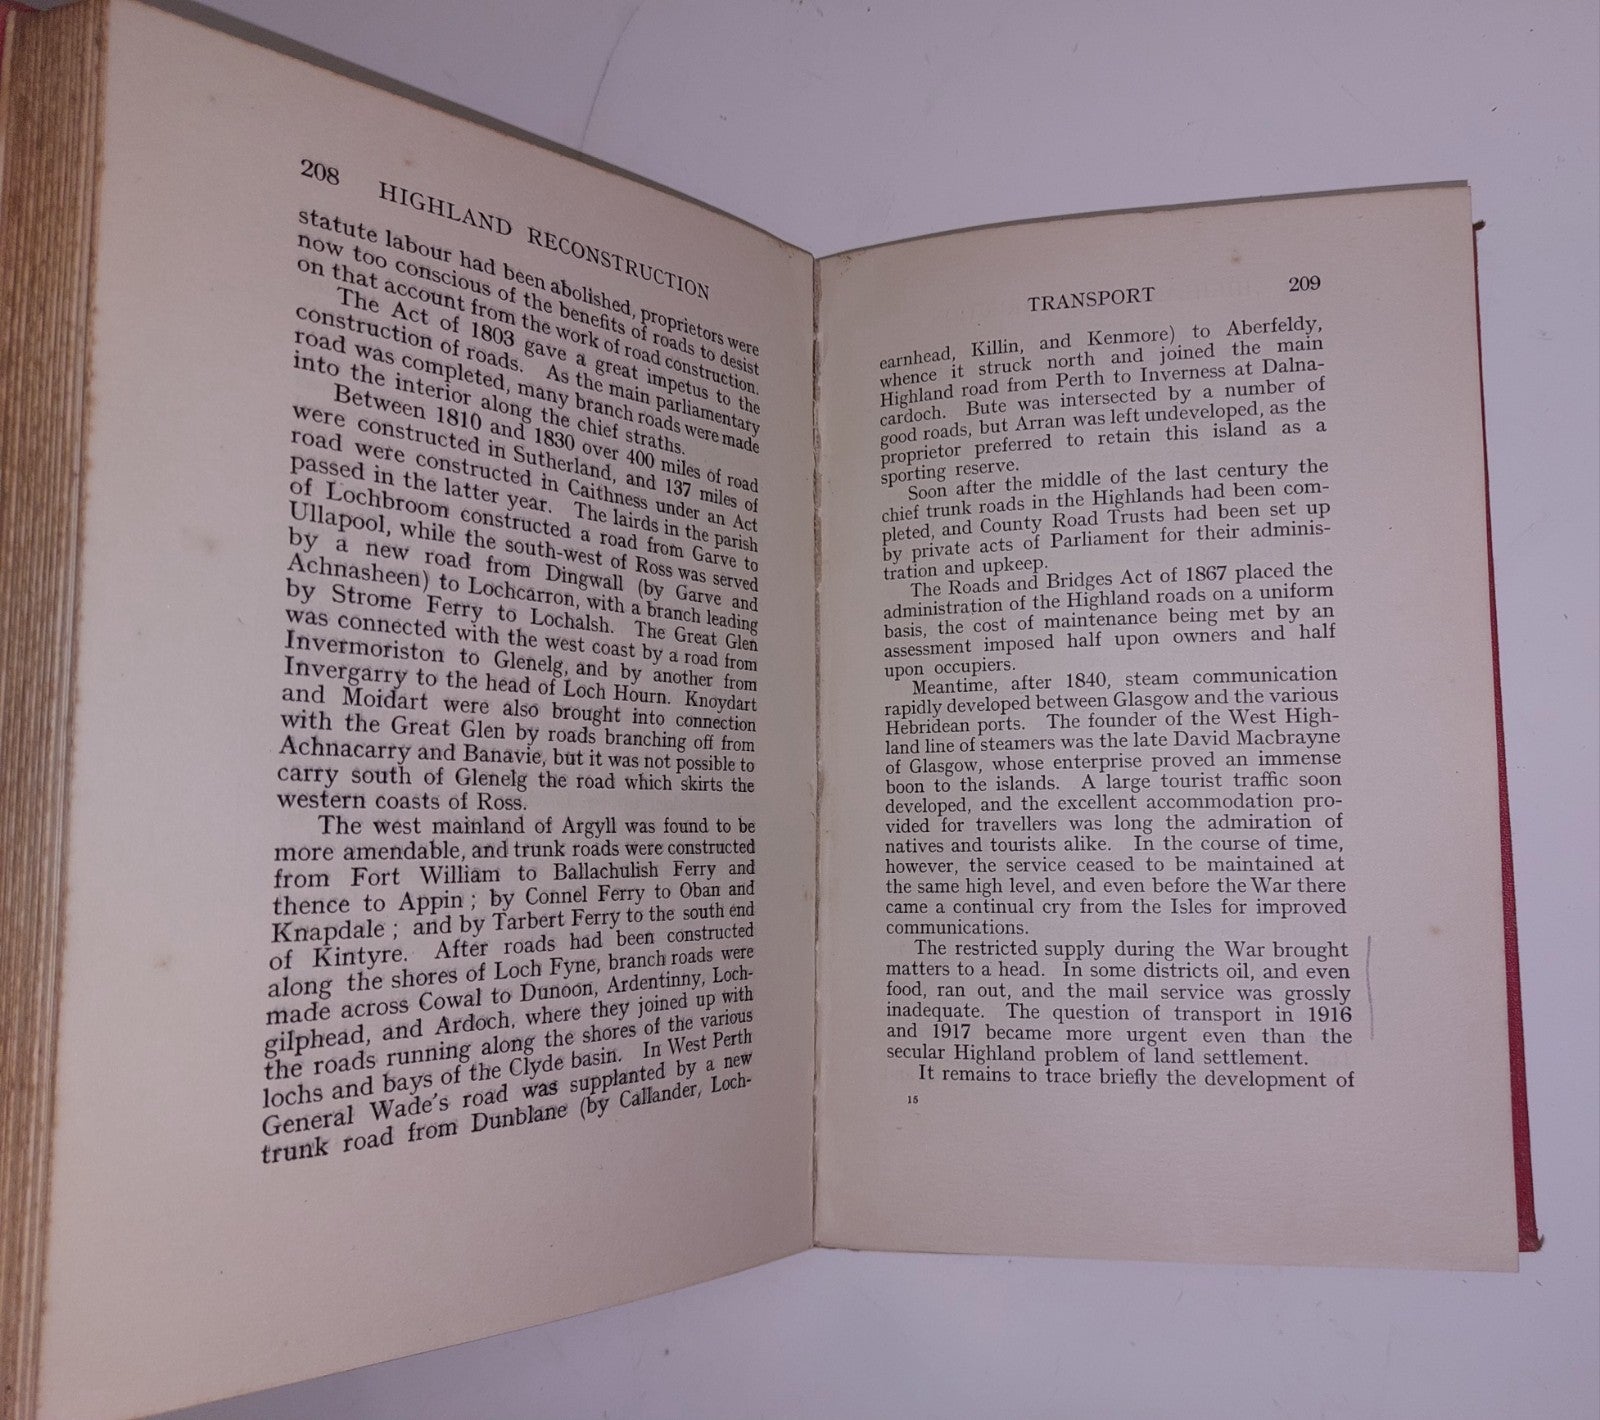 208 HIGHLAND RECONSTRUCTION
statute labour had been abolished, proprietors were
now too conscious of the benefits of roads to desist
on that account from the work of road construction.
The Act of 1803 gave a great impetus to the
construction of roads. As the main parliamentary
road was completed, many branch roads were made
into the interior along the chief straths.
Between 1810 and 1830 over 400 miles of road
were constructed in Sutherland, and 137 miles of
road were constructed in Caithness under an Act
passed in the latter year. The lairds in the parish
of Lochbroom constructed a road from Garve to
Ullapool, while the south-west of Ross was served
by a new road from Dingwall (by Garve and
Achnasheen) to Lochcarron, with a branch leading
by Strome Ferry to Lochalsh. The Great Glen
was connected with the west coast by a road from
Invermoriston to Glenelg, and by another from
Invergarry to the head of Loch Hourn. Knoydart
and Moidart were also brought into connection
with the Great Glen by roads branching off from
Achnacarry and Banavie, but it was not possible to
carry south of Glenelg the road which skirts the
western coasts of Ross.
The west mainland of Argyll was found to be
more amendable, and trunk roads were constructed
from Fort William to Ballachulish Ferry and
thence to Appin ; by Connel Ferry to Oban and
Knapdale ; and by Tarbert Ferry to the south end
of Kintyre. After roads had been constructed
along the shores of Loch Fyne, branch roads were
made across Cowal to Dunoon, Ardentinny, Loch-
gilphead, and Ardoch, where they joined up with
the roads running along the shores of the various
lochs and bays of the Clyde basin. In West Perth
General Wade's road was supplanted by a new
trunk road from Dunblane (by Callander, Loch-
TRANSPORT 209
earnhead, Killin, and Kenmore) to Aberfeldy,
whence it struck north and joined the main
Highland road from Perth to Inverness at Dalna-
cardoch. Bute was intersected by a number of
good roads, but Arran was left undeveloped, as the
proprietor preferred to retain this island as a
sporting reserve.
Soon after the middle of the last century the
chief trunk roads in the Highlands had been com-
pleted, and County Road Trusts had been set up
by private acts of Parliament for their adminis-
tration and upkeep.
The Roads and Bridges Act of 1867 placed the
administration of the Highland roads on a uniform
basis, the cost of maintenance being met by an
assessment imposed half upon owners and half
upon occupiers.
Meantime, after 1840, steam communication
rapidly developed between Glasgow and the various
Hebridean ports. The founder of the West High-
land line of steamers was the late David Macbrayne
of Glasgow, whose enterprise proved an immense
boon to the islands. A large tourist traffic soon
developed, and the excellent accommodation pro-
vided for travellers was long the admiration of
natives and tourists alike. In the course of time,
however, the service ceased to be maintained at
the same high level, and even before the War there
came a continual cry from the Isles for improved
communications.
The restricted supply during the War brought
matters to a head. In some districts oil, and even
food, ran out, and the mail service was grossly
inadequate. The question of transport in 1916
and 1917 became more urgent even than the
secular Highland problem of land settlement.
It remains to trace briefly the development of
15